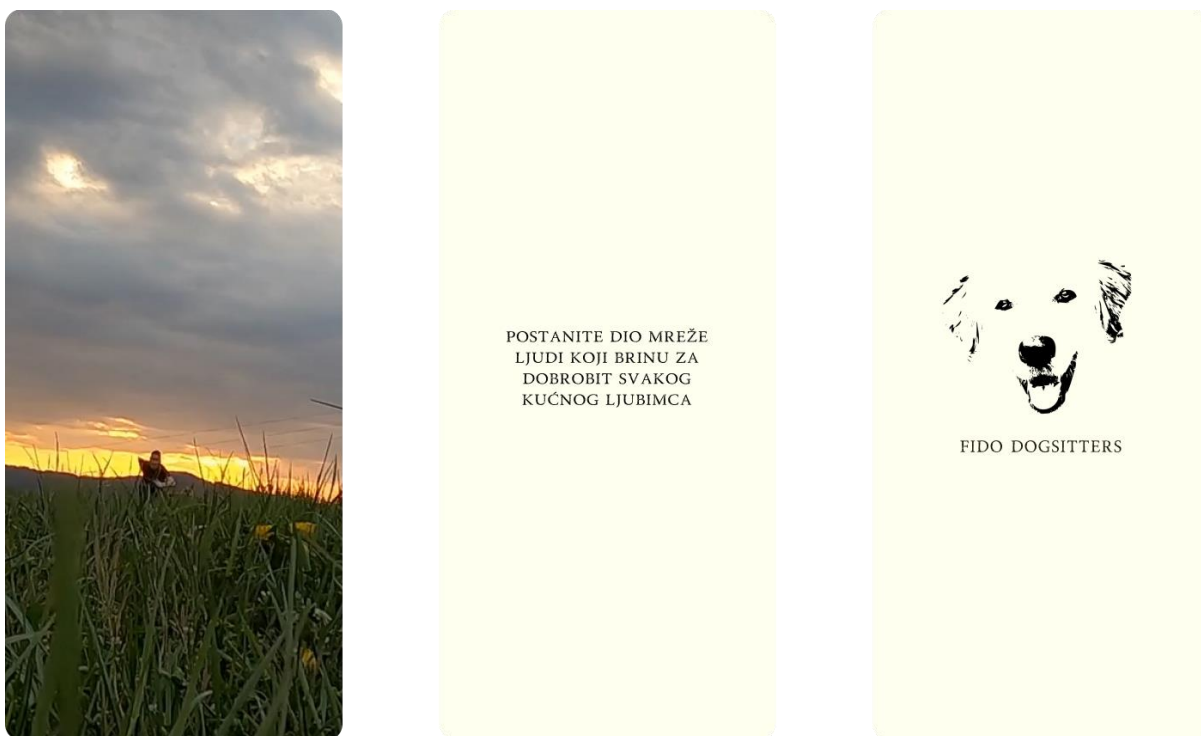 POSTANITE DIO MREŽE
LJUDI KOJI BRINU ZA
DOBROBIT SVAKOG
KUĆNOG LJUBIMCA
FIDO DOGSITTERS